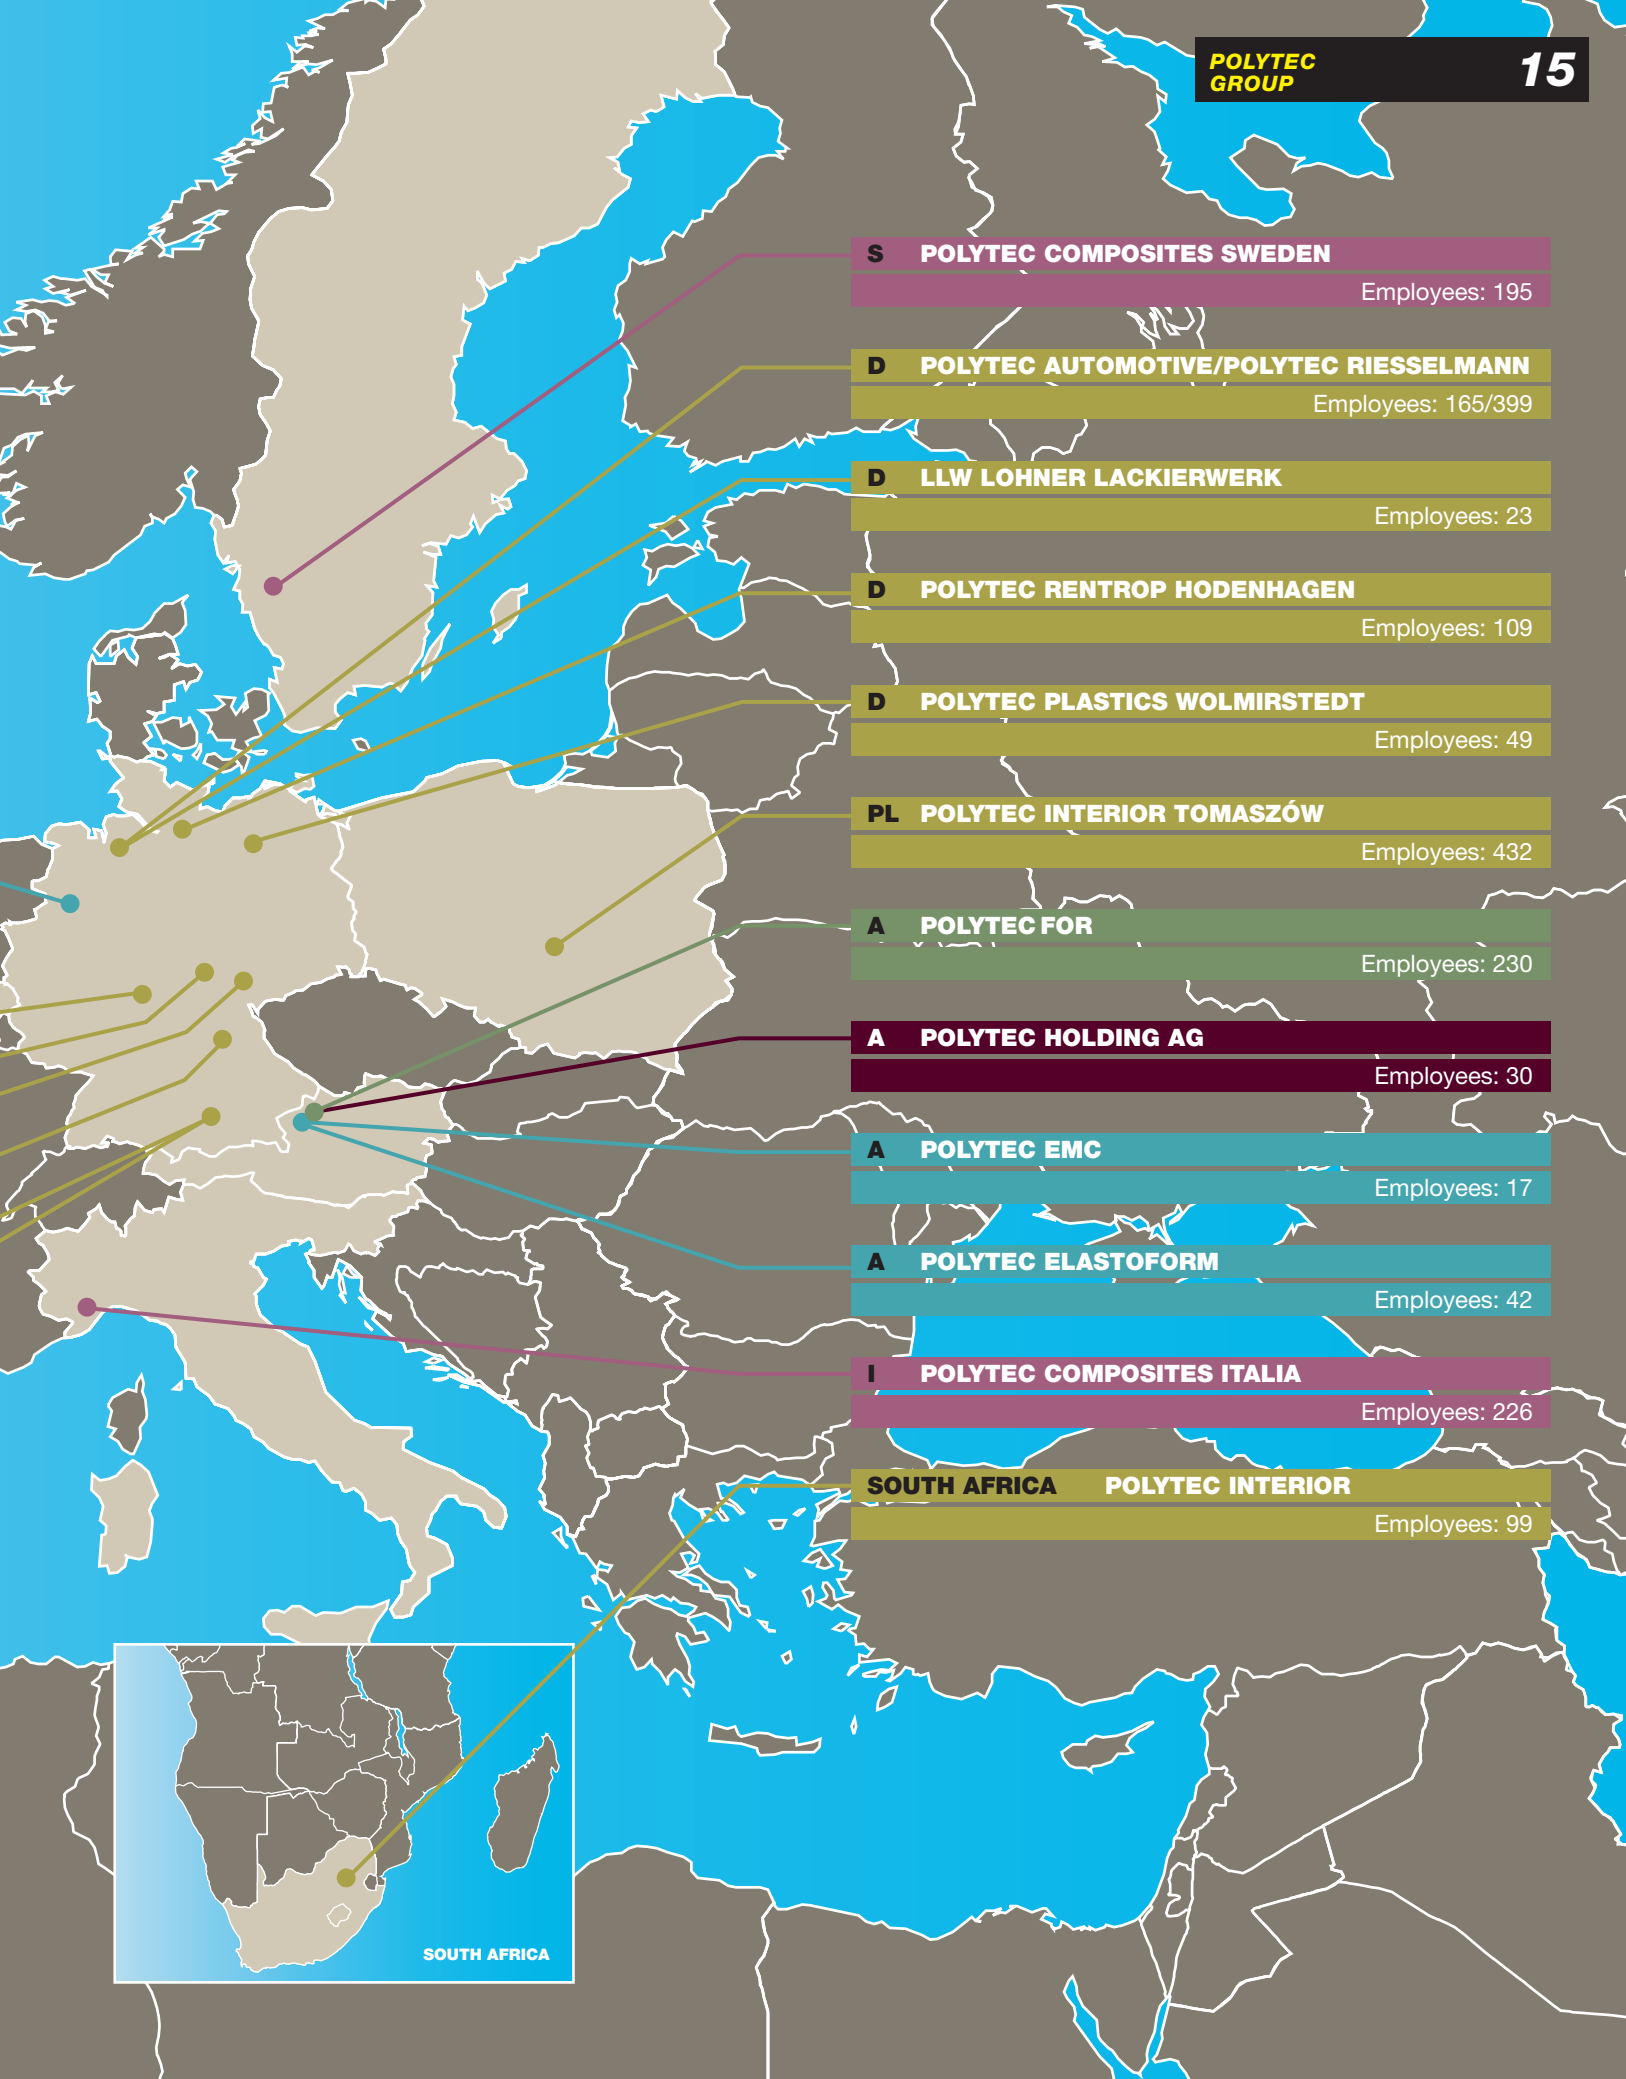 POLYTEC
GROUP
15
S POLYTEC COMPOSITES SWEDEN
Employees: 195
D POLYTEC AUTOMOTIVE/POLYTEC RIESSELMANN
Employees: 165/399
D LLW LOHNER LACKIERWERK
Employees: 23
D POLYTEC RENTROP HODENHAGEN
Employees: 109
D POLYTEC PLASTICS WOLMIRSTEDT
Employees: 49
PL POLYTEC INTERIOR TOMASZÓW
Employees: 432
A POLYTEC FOR
Employees: 230
A POLYTEC HOLDING AG
Employees: 30
A POLYTEC EMC
Employees: 17
A POLYTEC ELASTOFORM
Employees: 42
I POLYTEC COMPOSITES ITALIA
Employees: 226
SOUTH AFRICA POLYTEC INTERIOR
Employees: 99
SOUTH AFRICA